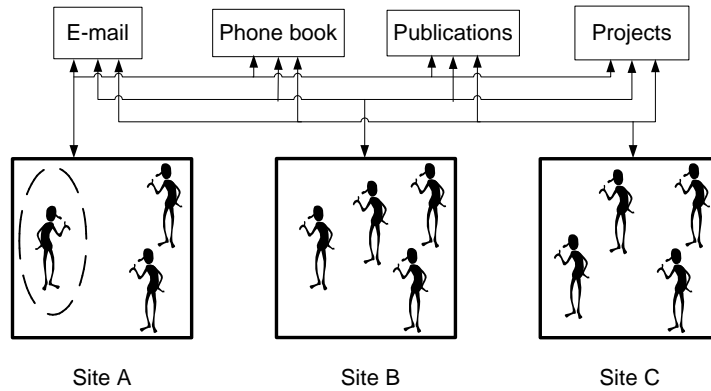 E-mail
Phone book
Publications
Projects
Site A
Site B
Site C